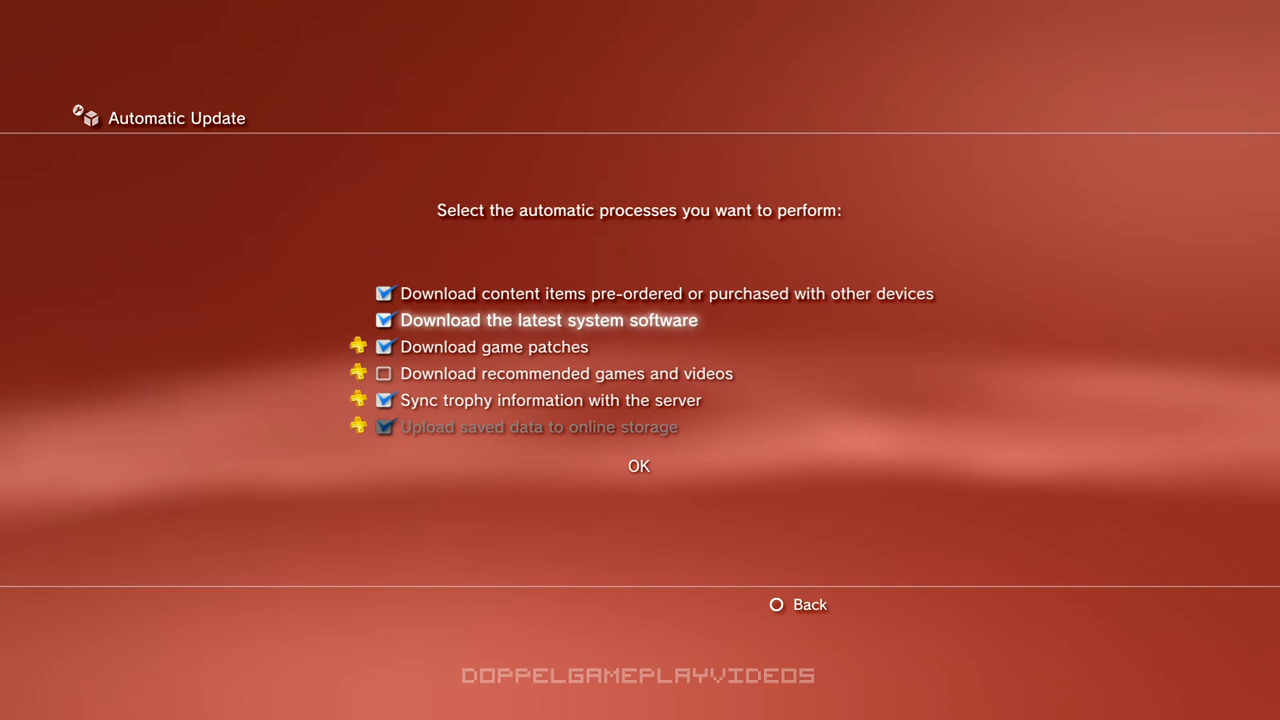 Automatic Update
Select the automatic processes you want to perform:
Download content items pre-ordered or purchased with other devices
Download the latest system software
Download game patches
Download recommended games and videos
Sync trophy information with the server
Upload saved data to online storage
OK
Back
DOPPELGAMEPLAYVIDEOS